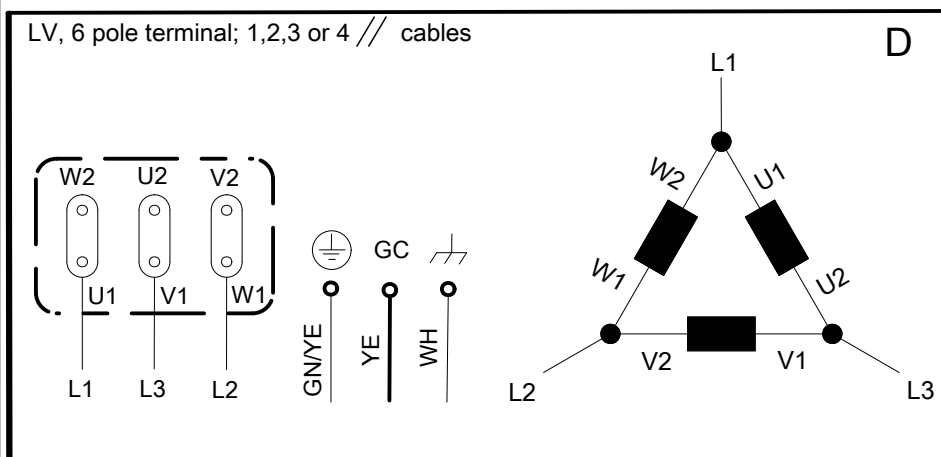 LV, 6 pole terminal; 1,2,3 or 4 // cables
D
L1
W2 U2 V2
U1 V1 W1
L1 L3 L2
GC
GN/YE YE WH
W2 U1
W1 U2
V2 V1
L2 L3